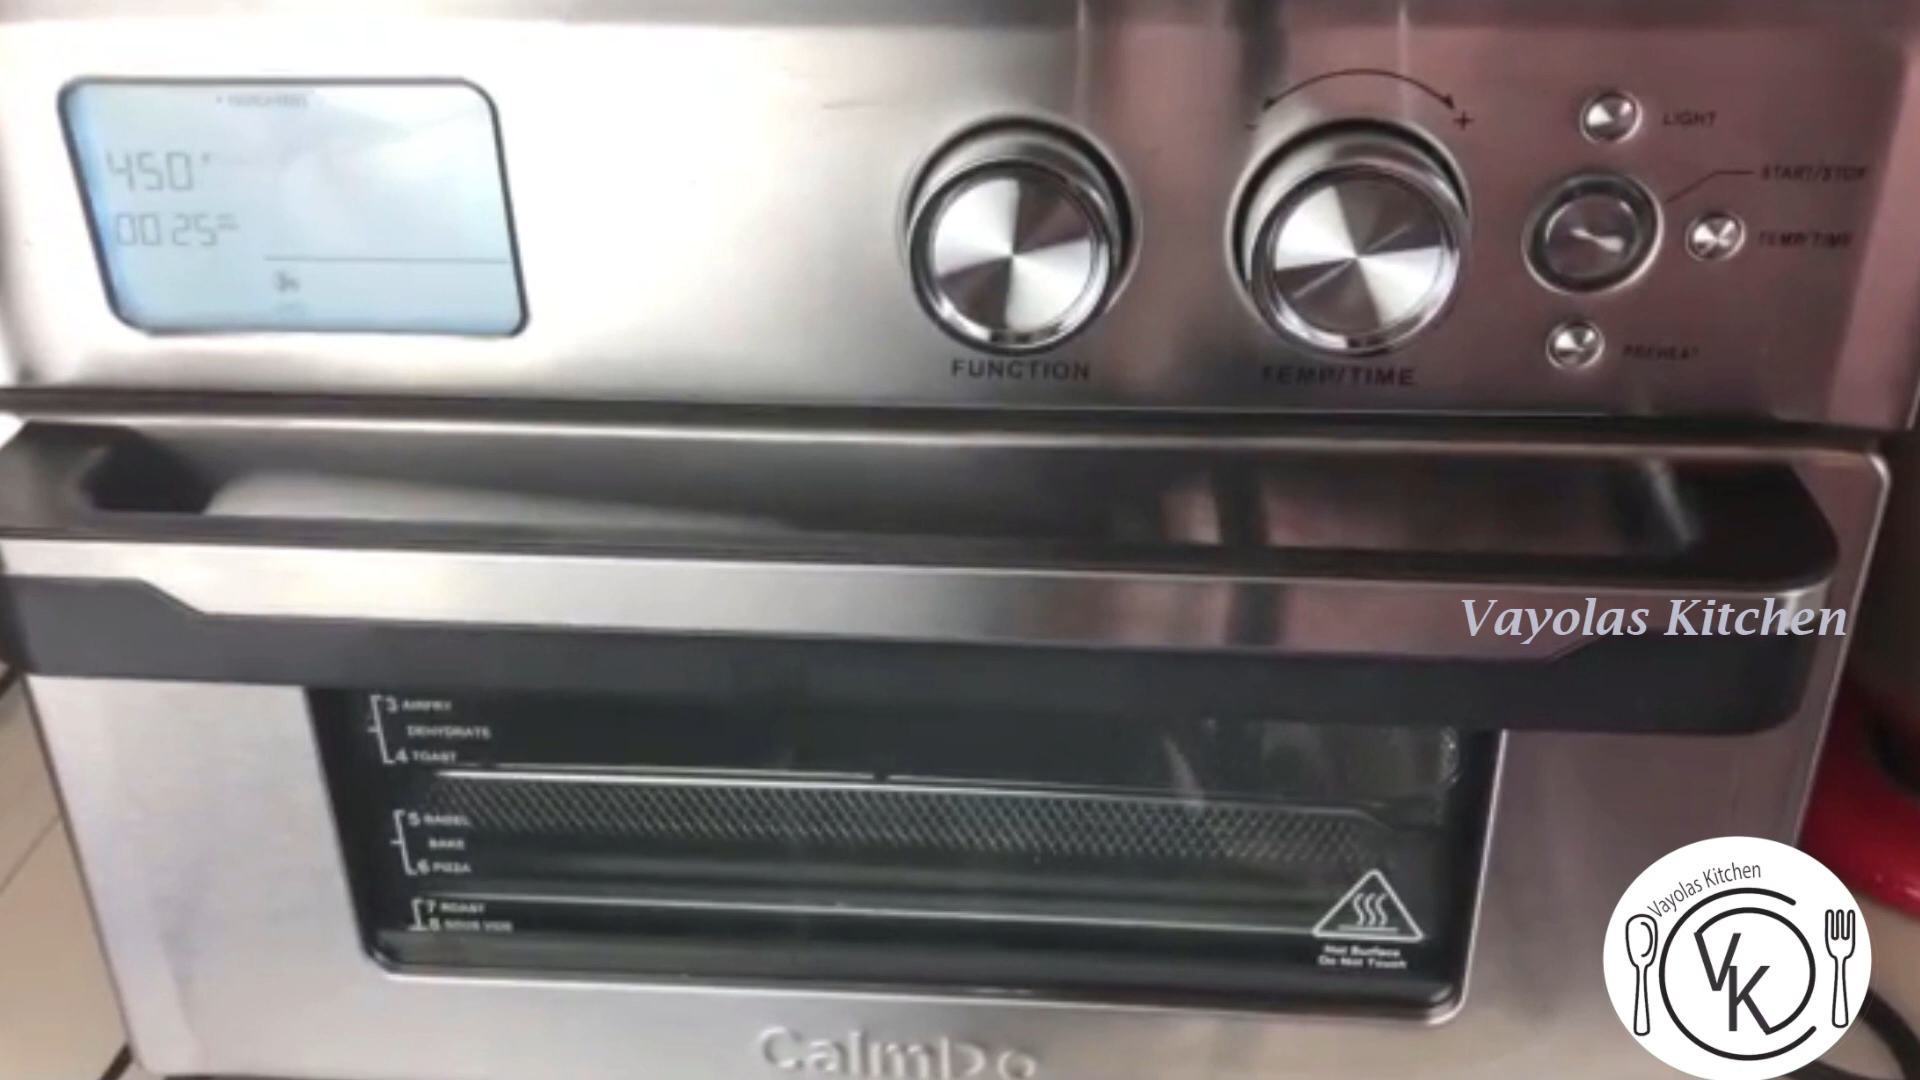 450°
00 25
LIGHT
START/STOP
TEMP/TIME
PREHEAT
- +
FUNCTION
TEMP/TIME
Vayolas Kitchen
3 AIRFRY
DEHYDRATE
4 TOAST
5 BAGEL
BAKE
6 PIZZA
7 ROAST
8 SOUS VIDE
Hot Surface
Do Not Touch
CalmDo
Vayolas Kitchen
VK